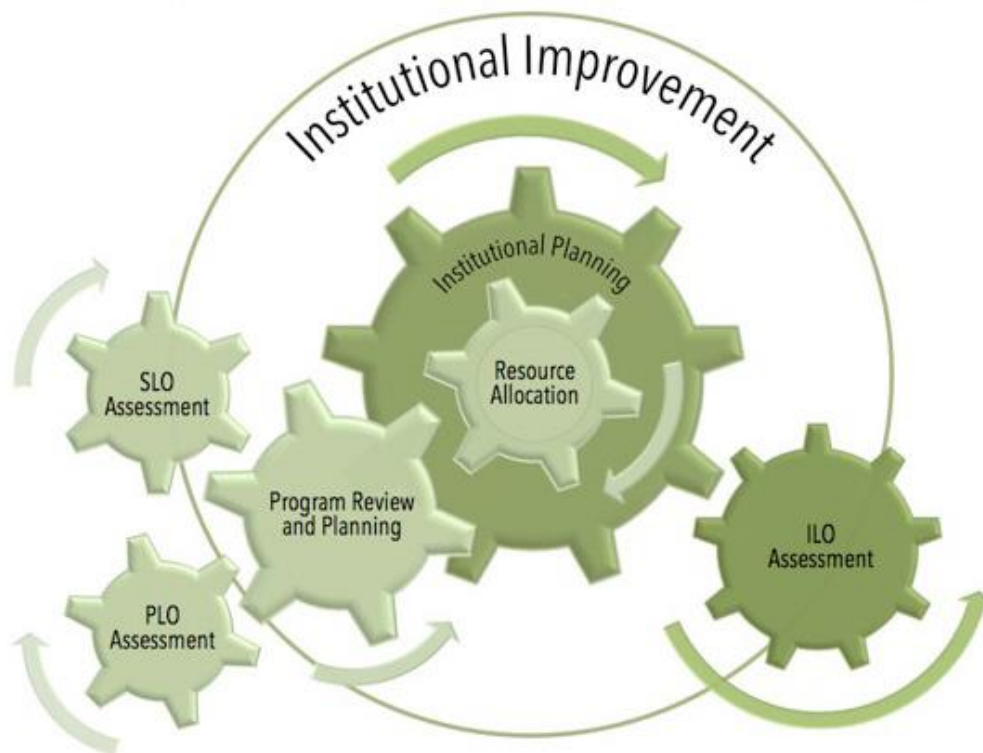 Institutional Improvement
Institutional Planning
Resource
Allocation
SLO
Assessment
Program Review
and Planning
PLO
Assessment
ILO
Assessment